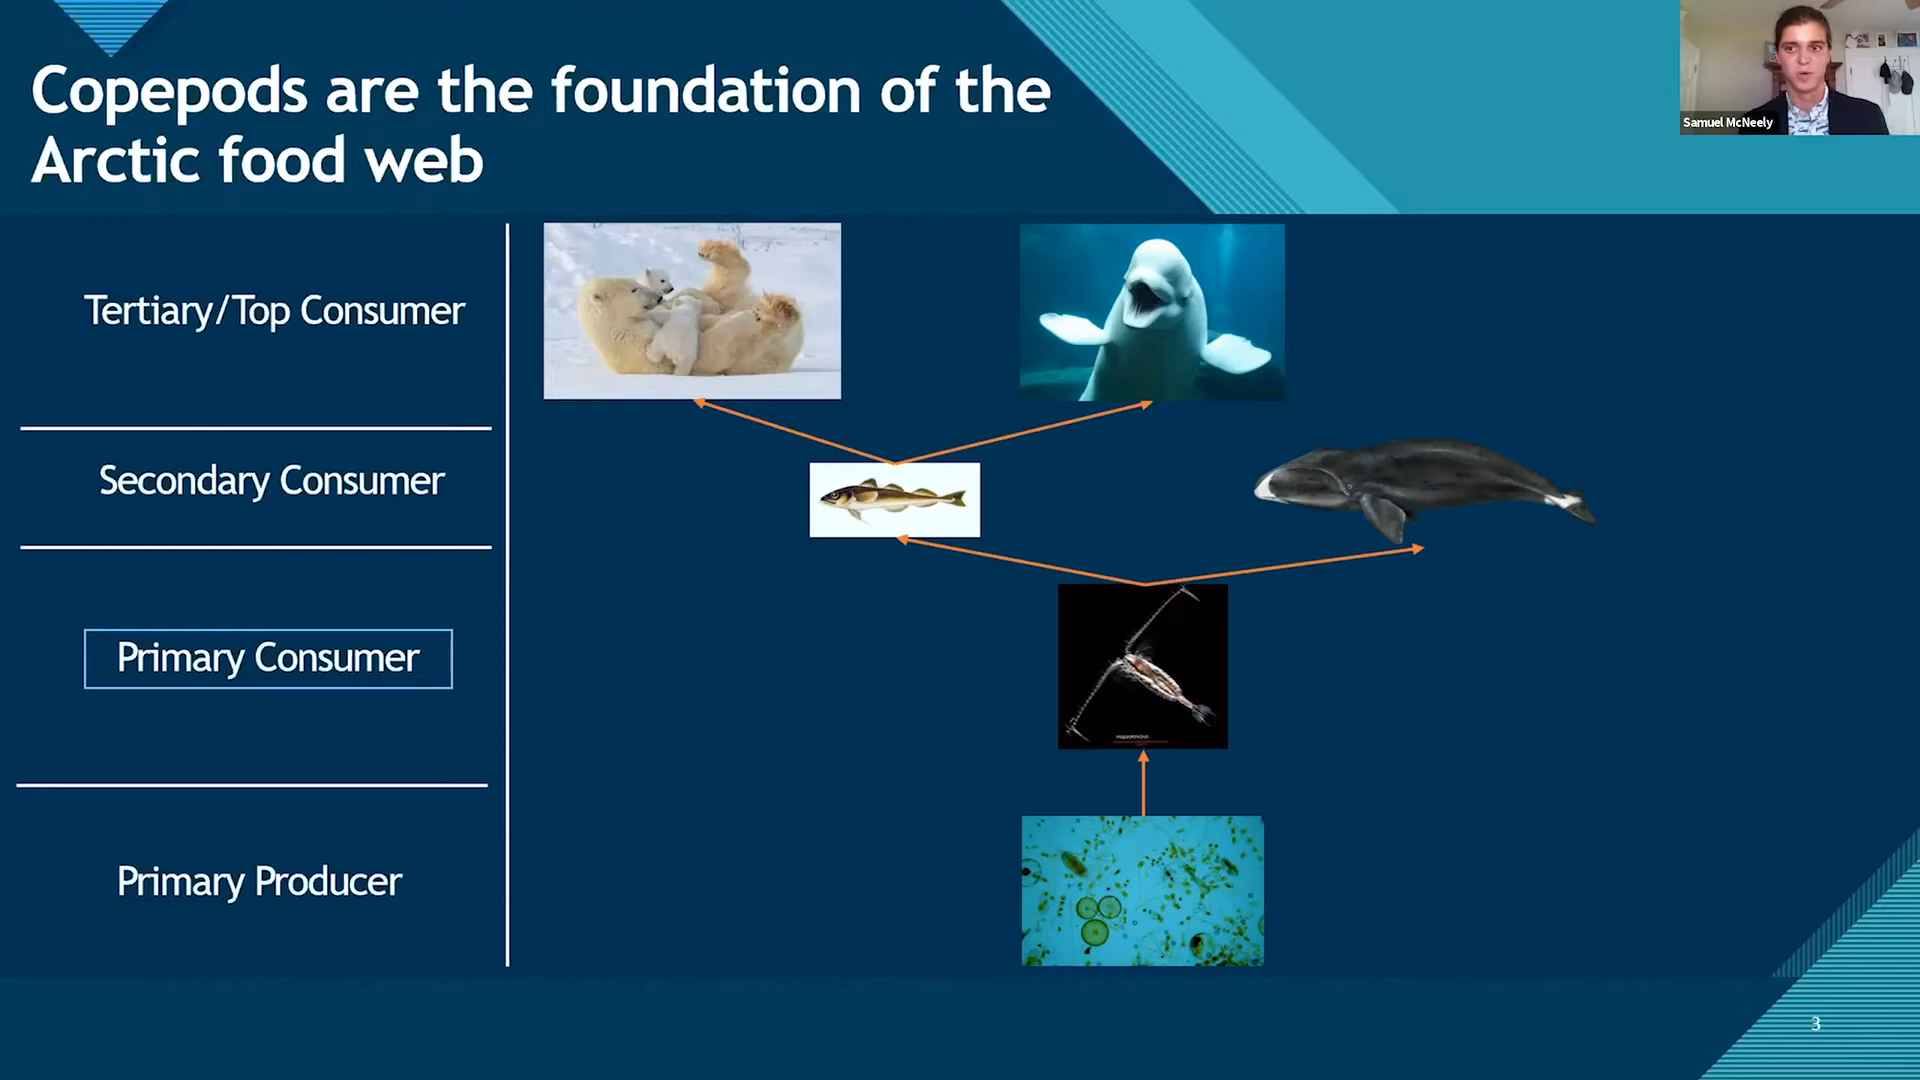 Copepods are the foundation of the
Arctic food web
Samuel McNeely
Tertiary/Top Consumer
Secondary Consumer
Primary Consumer
Primary Producer
3